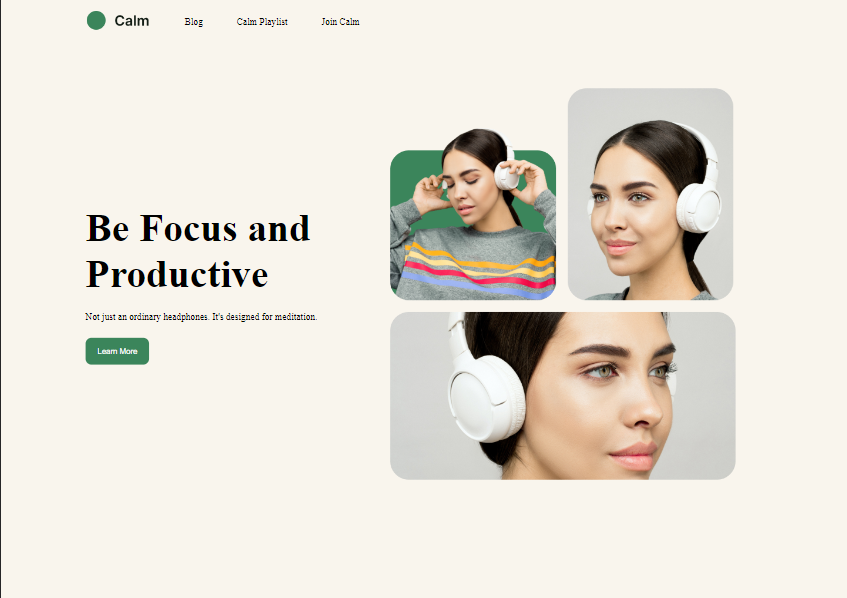 Calm
Blog
Calm Playlist
Join Calm
Be Focus and
Productive
Not just an ordinary headphones. It's designed for meditation.
Learn More